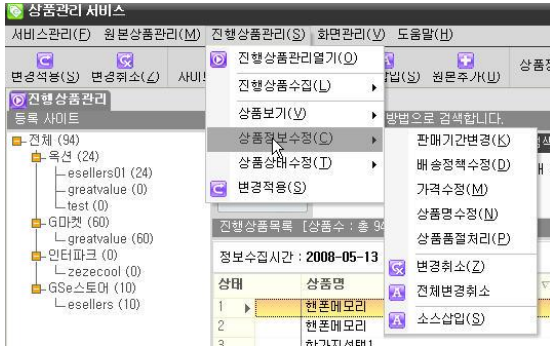 상품관리 서비스
서비스관리(F) 원본상품관리(M) 진행상품관리(S) 화면관리(V) 도움말(H)
변경적용(S) 변경취소(Z) 원본추가(U)
진행상품관리
등록 사이트
방법으로 검색합니다.
전체 (94)
옥션 (24)
esellers01 (24)
greatvalue (0)
test (0)
G마켓 (60)
greatvalue (60)
인터파크 (0)
zezecool (0)
GSe스토어 (10)
esellers (10)
진행상품관리열기(O)
진행상품수집(L)
상품보기(V)
상품정보수정(C)
상품상태수정(T)
변경적용(S)
판매기간변경(K)
배송정책수정(D)
가격수정(M)
상품명수정(N)
상품품절처리(P)
변경취소(Z)
전체변경취소
소스삽입(S)
진행상품목록 [상품수 : 총 94
정보수집시간 : 2008-05-13
상태 상품명
1 핸폰메모리
2 핸폰메모리
3 한가지선택1